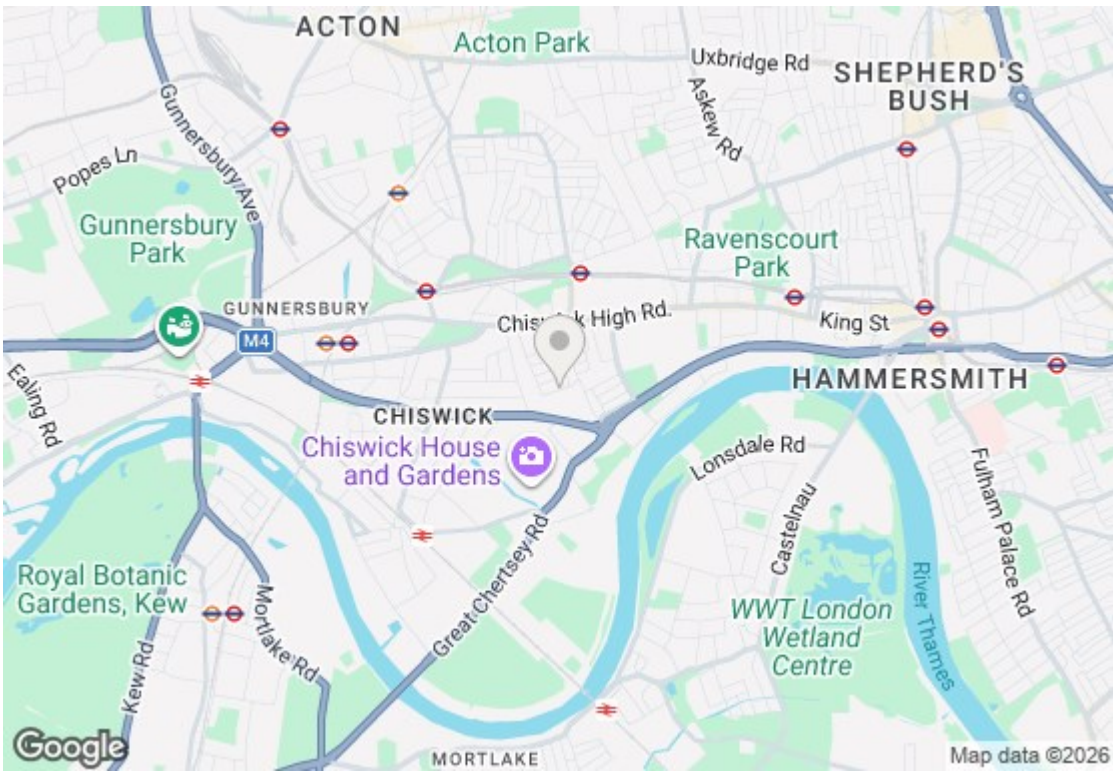 ACTON
Acton Park
Uxbridge Rd
SHEPHERD'S
BUSH
Gunnersbury Ave
Askew Rd
Popes Ln
Gunnersbury
Park
Ravenscourt
Park
GUNNERSBURY
Chiswick High Rd.
King St
M4
Ealing Rd
HAMMERSMITH
CHISWICK
Chiswick House
and Gardens
Lonsdale Rd
Fulham Palace Rd
Castelnau
Great Chertsey Rd
Royal Botanic
Gardens, Kew
Mortlake Rd
River Thames
WWT London
Wetland
Centre
Kew Rd
Google
MORTLAKE
Map data ©2026